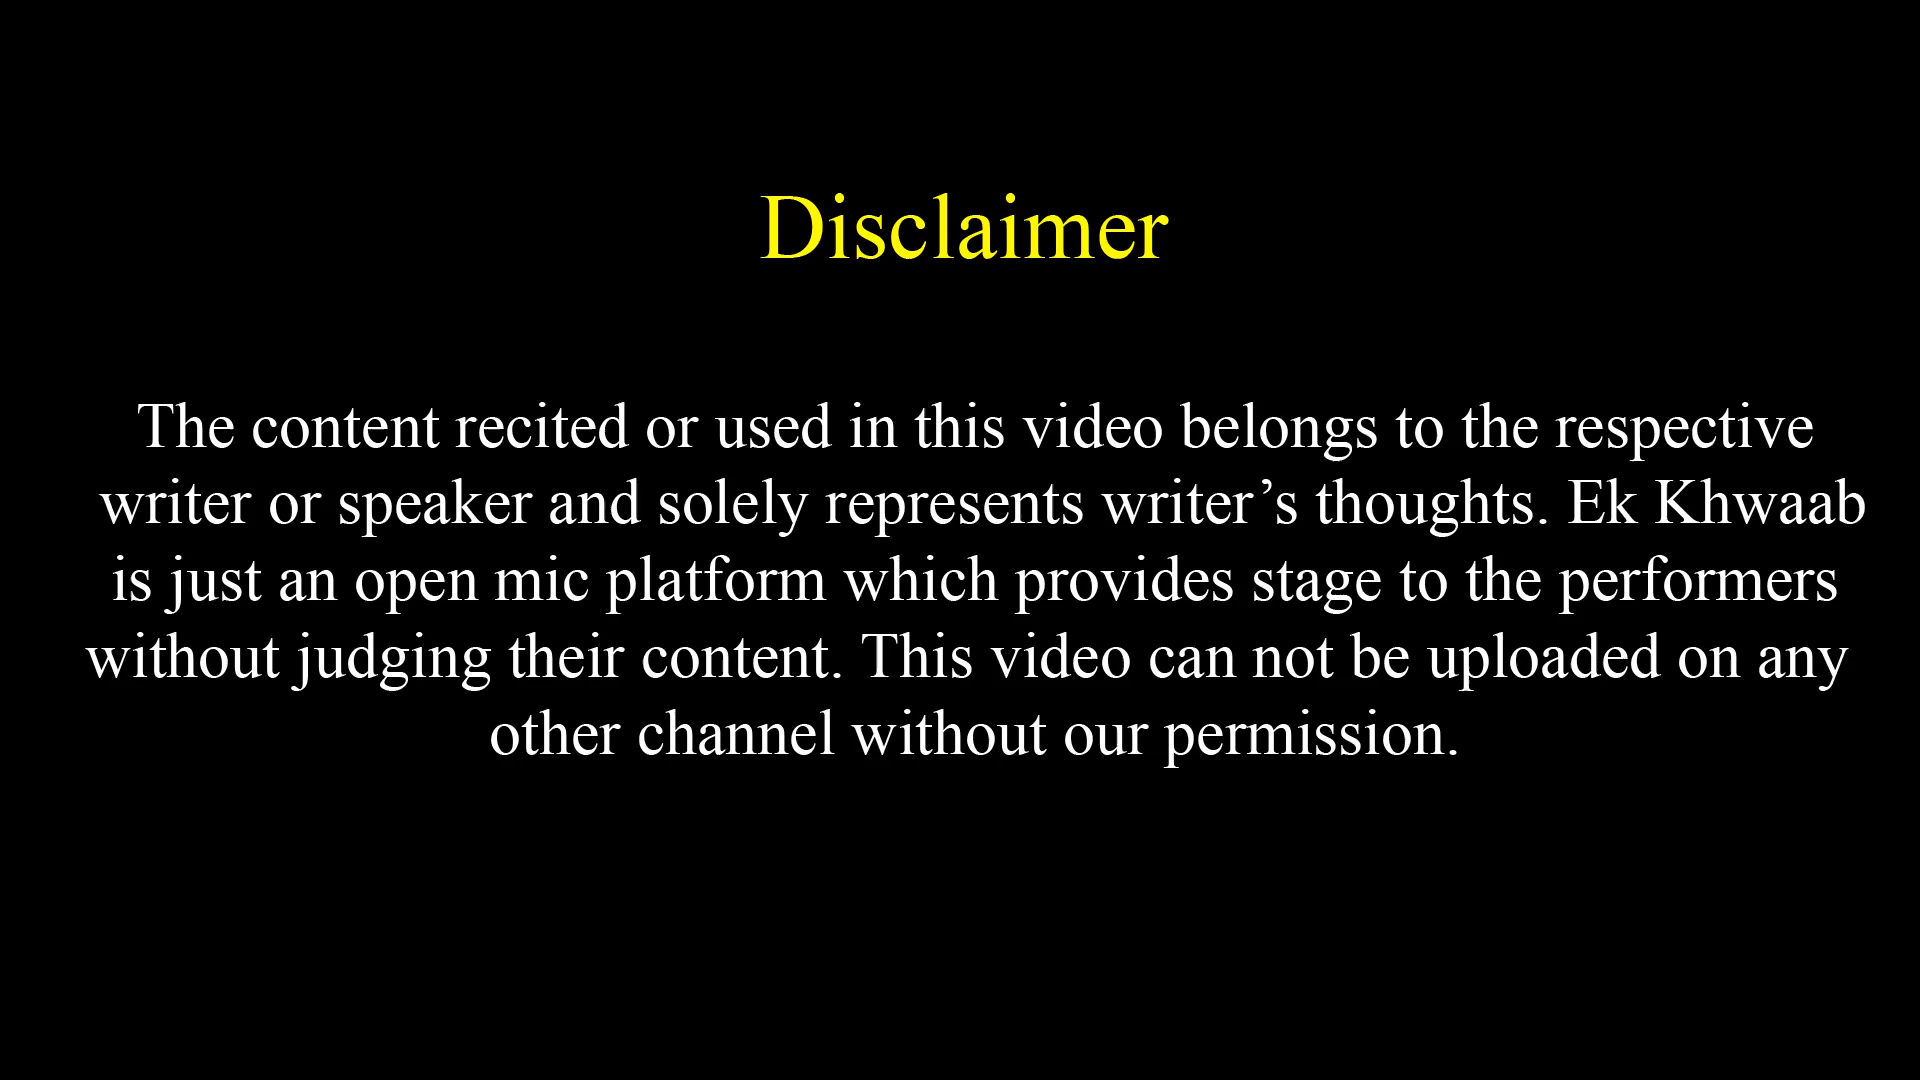 Disclaimer
The content recited or used in this video belongs to the respective
writer or speaker and solely represents writer’s thoughts. Ek Khwaab
is just an open mic platform which provides stage to the performers
without judging their content. This video can not be uploaded on any
other channel without our permission.